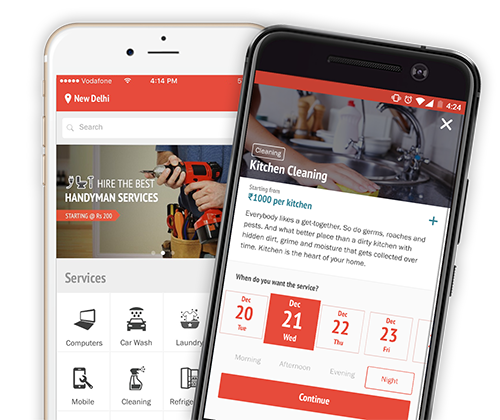 Vodafone
4:14 PM
New Delhi
Search
HIRE THE BEST
HANDYMAN SERVICES
STARTING @ Rs 200
Services
Computers
Car Wash
Laundry
Mobile
Cleaning
4:24
Cleaning
Kitchen Cleaning
Starting from
₹1000 per kitchen
Everybody likes a get-together. So do germs, roaches and
pests. And what better place than a dirty kitchen with
hidden dirt, grime and moisture that gets collected over
time. Kitchen is the heart of your home.
When do you want the service?
Dec
20
Tue
Dec
21
Wed
Dec
22
Thu
Dec
23
Fri
Morning
Afternoon
Evening
Night
Continue